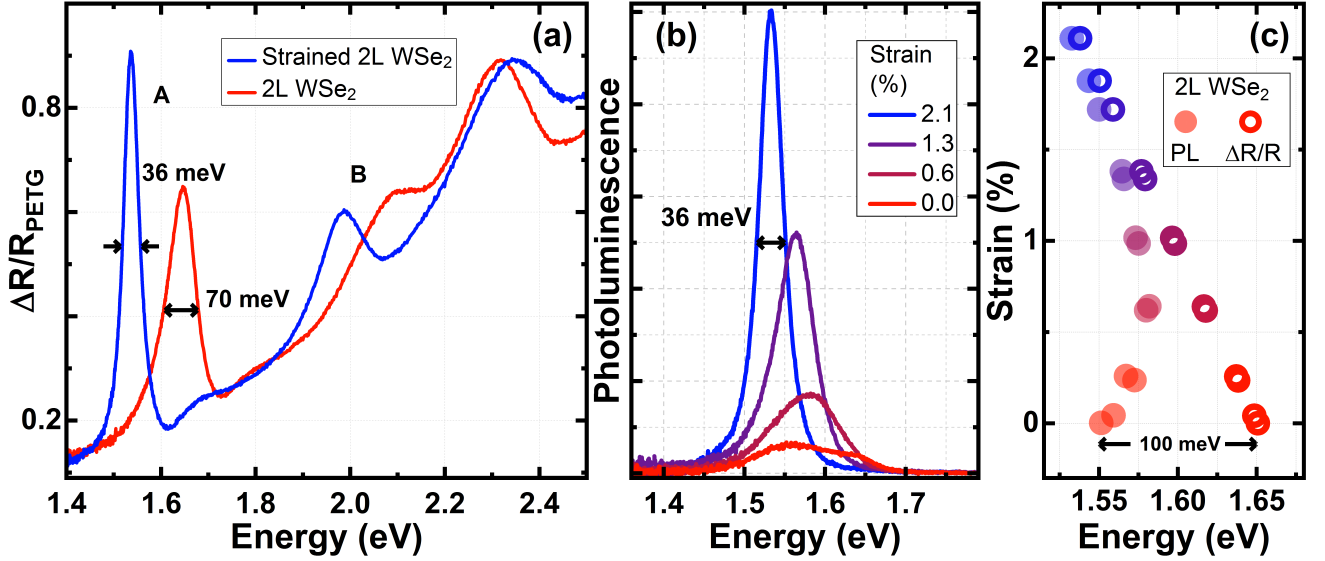 (a)
Strained 2L WSe₂
2L WSe₂
A
B
36 meV
70 meV
0.8
0.2
ΔR/R_PETG
1.4 1.6 1.8 2.0 2.2 2.4
Energy (eV)
(b)
Strain
(%)
2.1
1.3
0.6
0.0
36 meV
Photoluminescence
1.4 1.5 1.6 1.7
Energy (eV)
(c)
2L WSe₂
PL ΔR/R
2
1
0
Strain (%)
100 meV
1.55 1.60 1.65
Energy (eV)